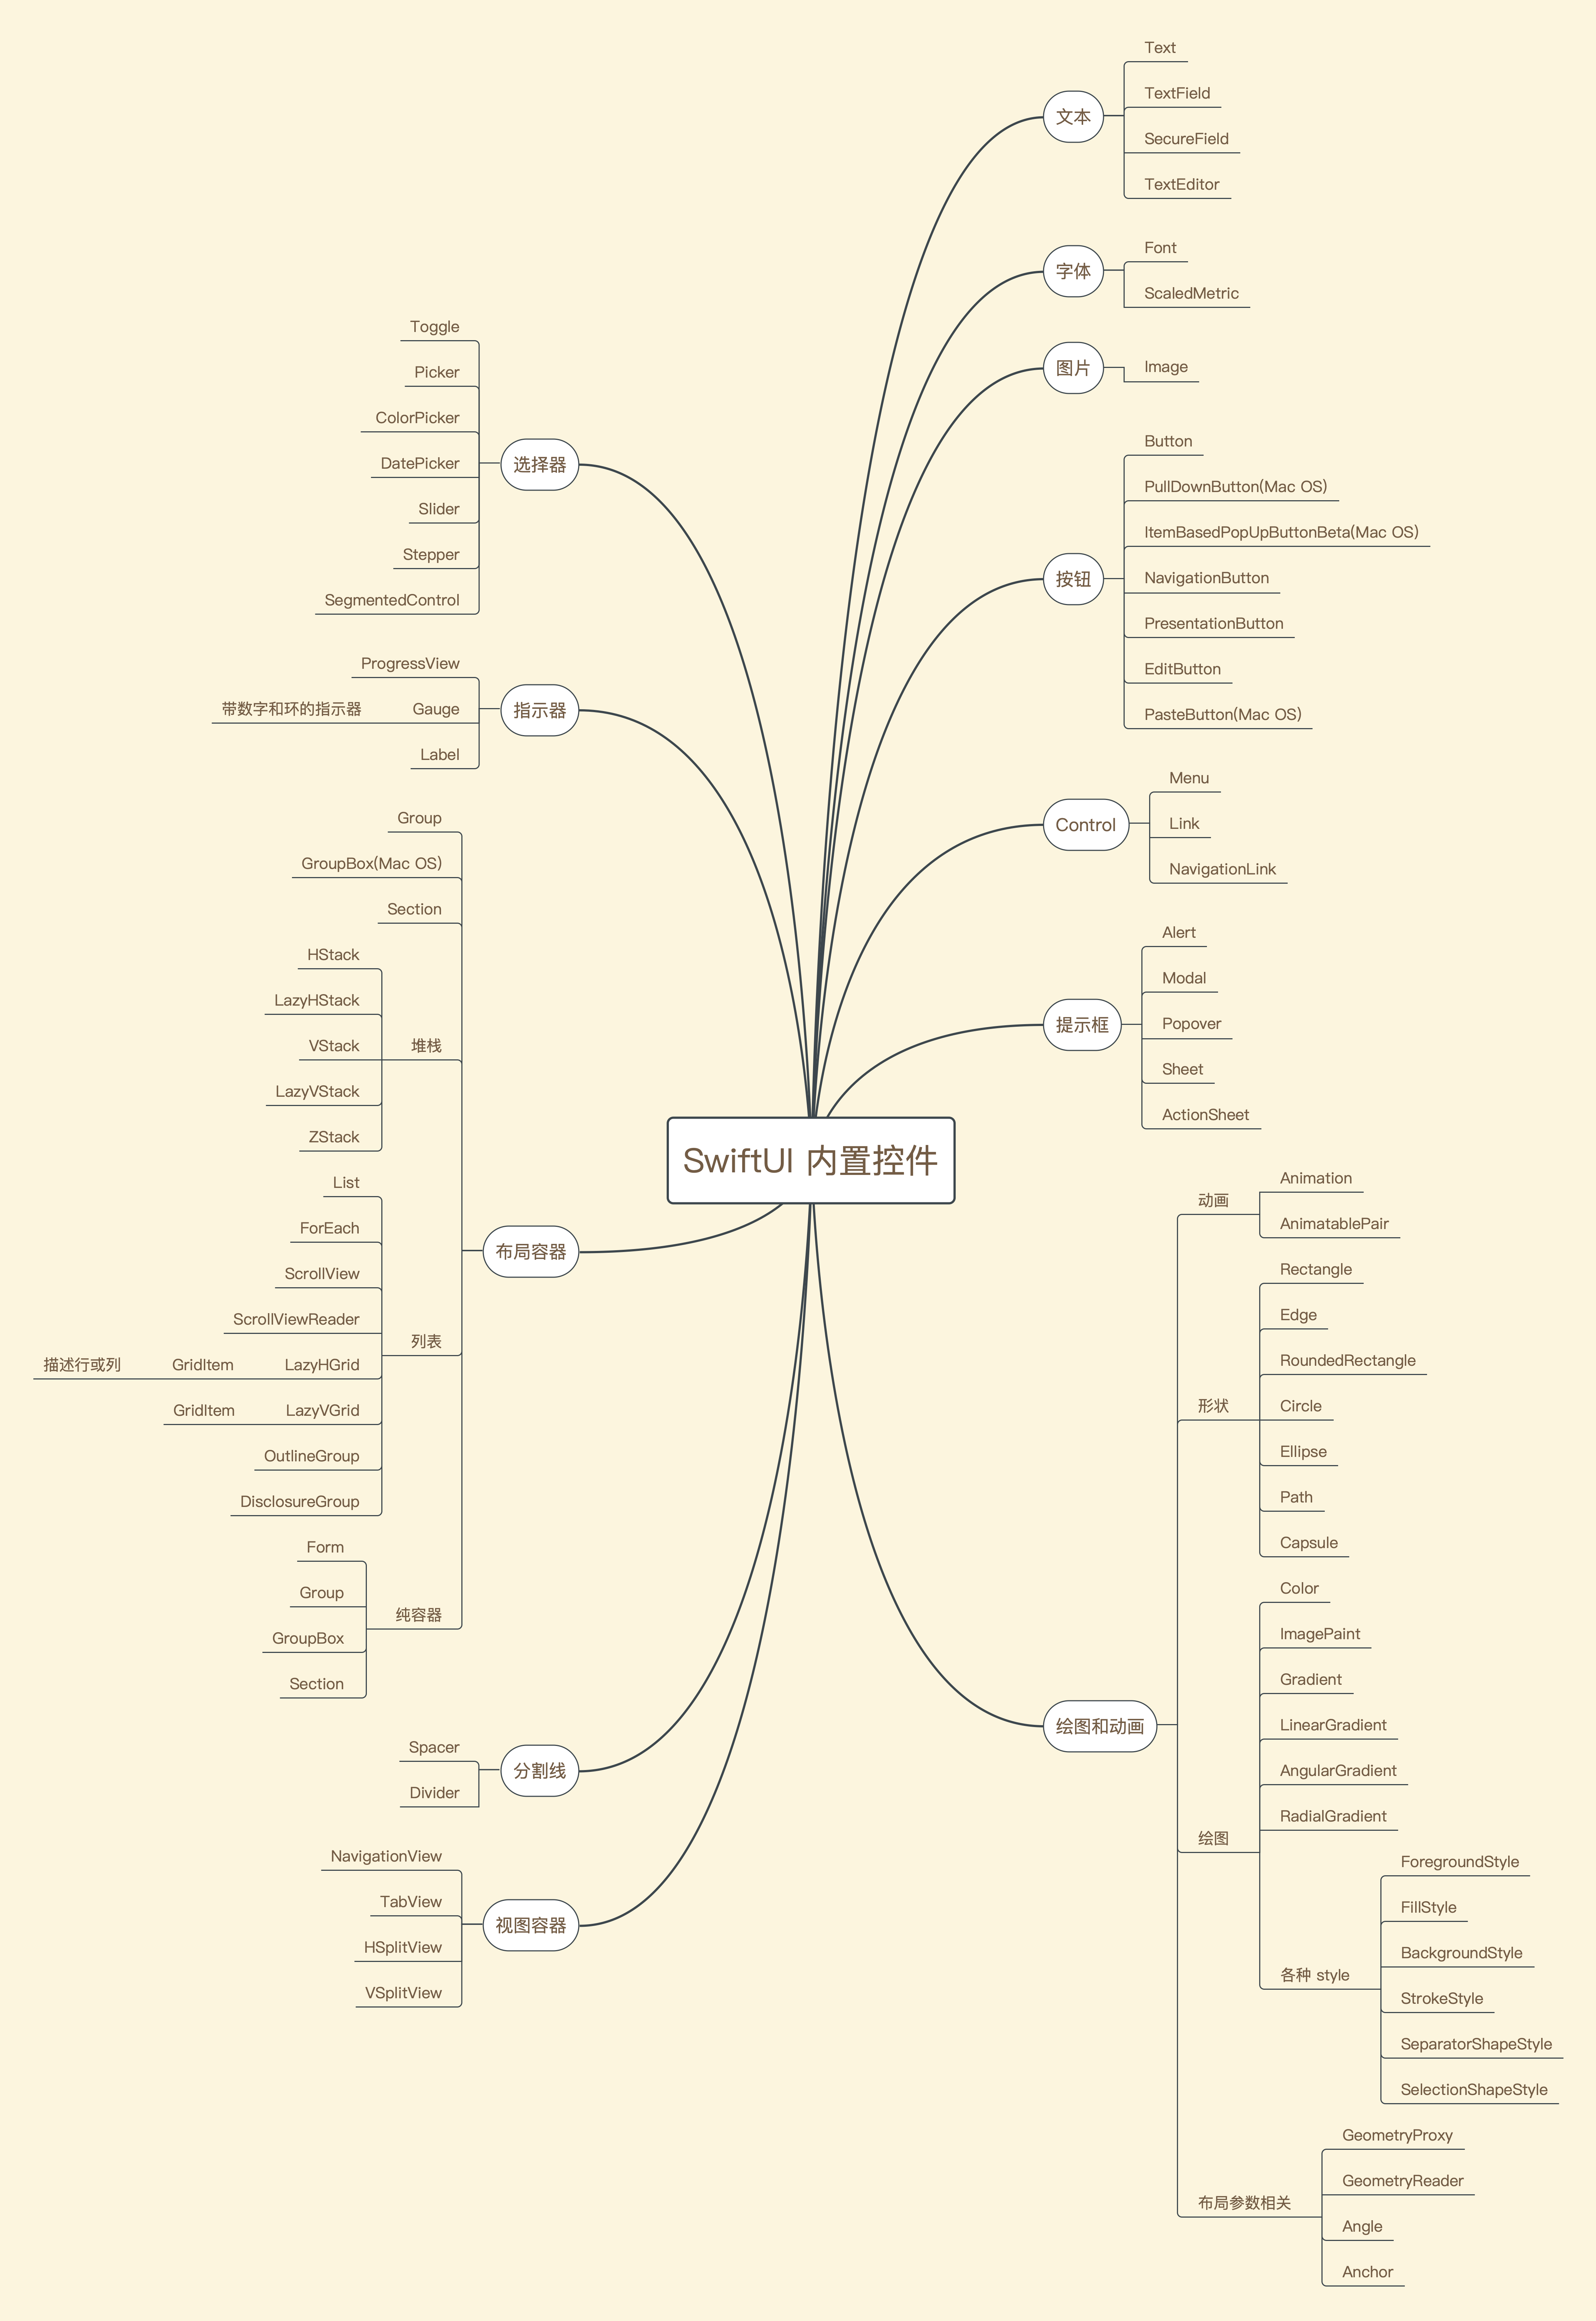 SwiftUI 内置控件
文本
Text
TextField
SecureField
TextEditor
字体
Font
ScaledMetric
图片
Image
按钮
Button
PullDownButton(Mac OS)
ItemBasedPopUpButtonBeta(Mac OS)
NavigationButton
PresentationButton
EditButton
PasteButton(Mac OS)
Control
Menu
Link
NavigationLink
提示框
Alert
Modal
Popover
Sheet
ActionSheet
绘图和动画
动画
Animation
AnimatablePair
形状
Rectangle
Edge
RoundedRectangle
Circle
Ellipse
Path
Capsule
绘图
Color
ImagePaint
Gradient
LinearGradient
AngularGradient
RadialGradient
各种 style
ForegroundStyle
FillStyle
BackgroundStyle
StrokeStyle
SeparatorShapeStyle
SelectionShapeStyle
布局参数相关
GeometryProxy
GeometryReader
Angle
Anchor
选择器
Toggle
Picker
ColorPicker
DatePicker
Slider
Stepper
SegmentedControl
指示器
ProgressView
Gauge
带数字和环的指示器
Label
布局容器
Group
GroupBox(Mac OS)
Section
堆栈
HStack
LazyHStack
VStack
LazyVStack
ZStack
列表
List
ForEach
ScrollView
ScrollViewReader
LazyHGrid
GridItem
描述行或列
LazyVGrid
GridItem
OutlineGroup
DisclosureGroup
纯容器
Form
Group
GroupBox
Section
分割线
Spacer
Divider
视图容器
NavigationView
TabView
HSplitView
VSplitView